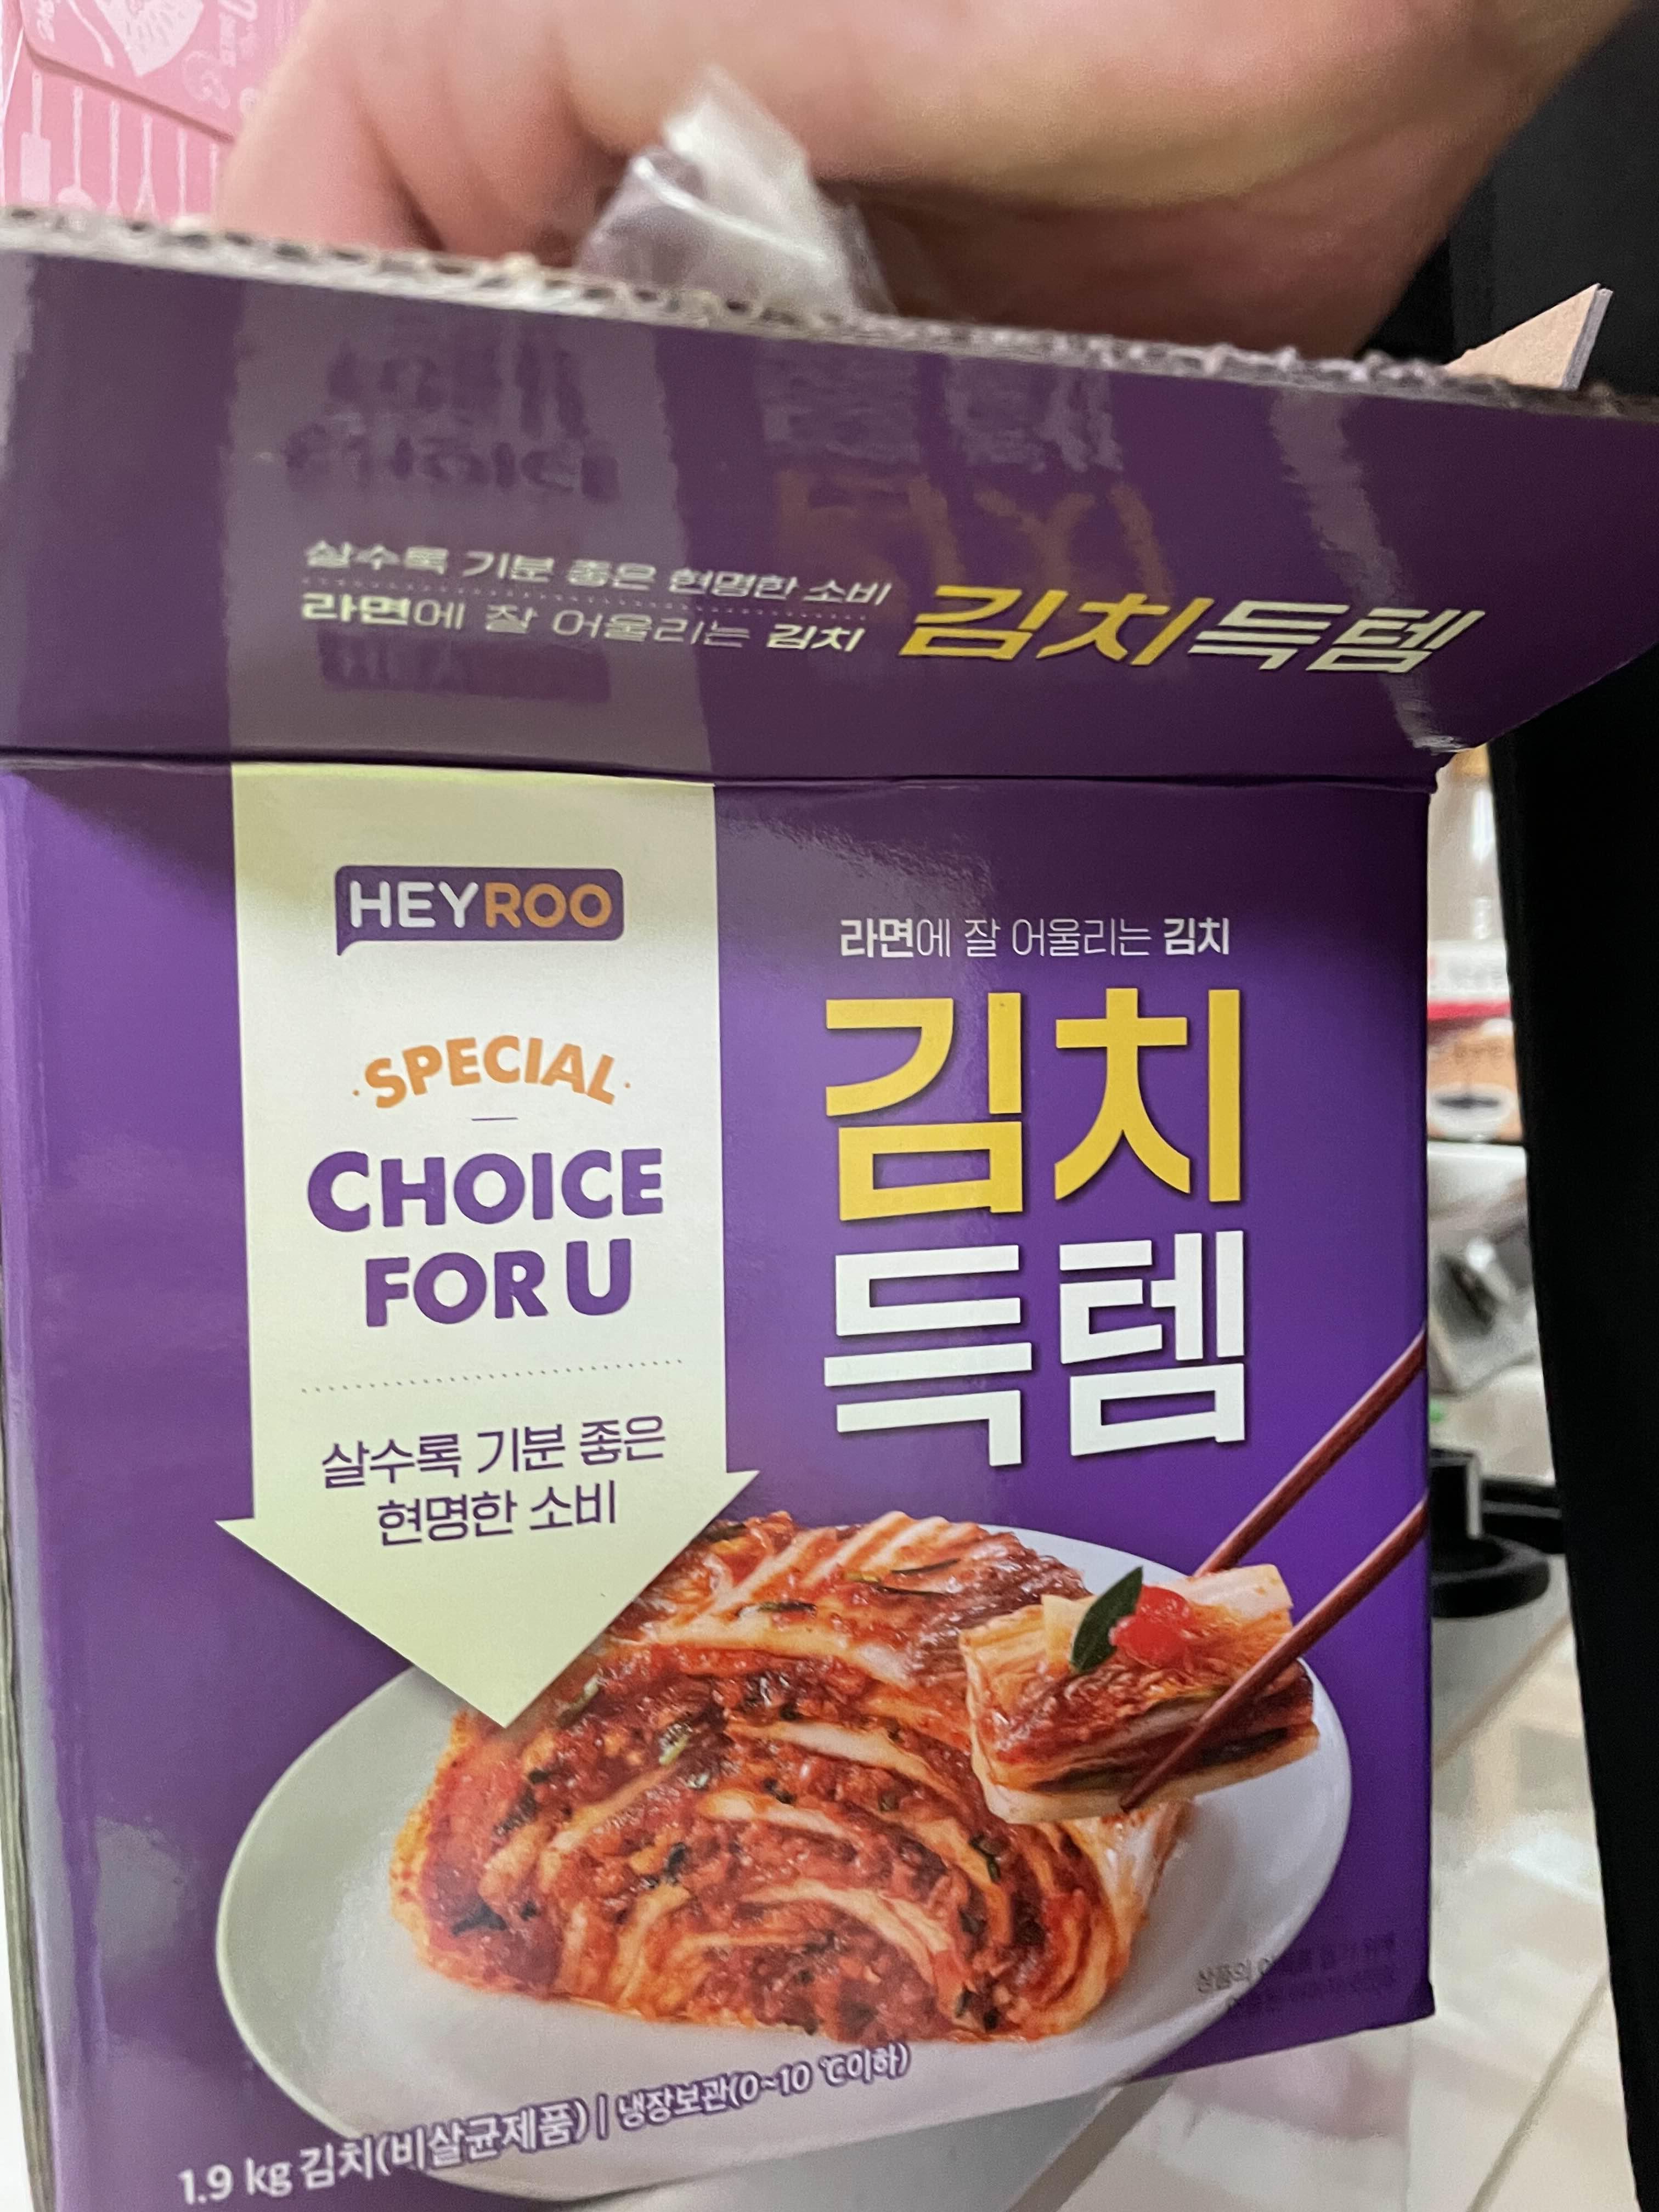 살수록 기분 좋은 현명한 소비
라면에 잘 어울리는 김치
김치득템
HEYROO
SPECIAL
CHOICE
FOR U
살수록 기분 좋은
현명한 소비
라면에 잘 어울리는 김치
김치
득템
상품의
1.9 kg 김치(비살균제품) | 냉장보관(0~10 ℃이하)